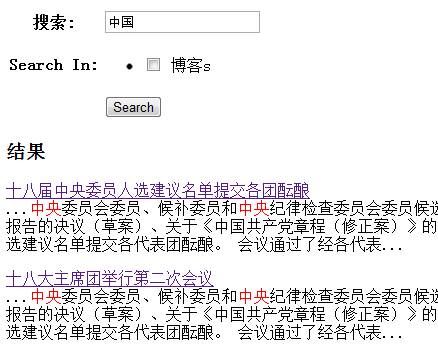 搜索: 中国
Search In: 博客s
Search
结果
十八届中央委员人选建议名单提交各团酝酿
...中央委员会委员、候补委员和中央纪律检查委员会委员候选
报告的决议（草案）、关于《中国共产党章程（修正案）》的
选建议名单提交各代表团酝酿。 会议通过了经各代表...
十八大主席团举行第二次会议
...中央委员会委员、候补委员和中央纪律检查委员会委员候选
报告的决议（草案）、关于《中国共产党章程（修正案）》的
选建议名单提交各代表团酝酿。 会议通过了经各代表...